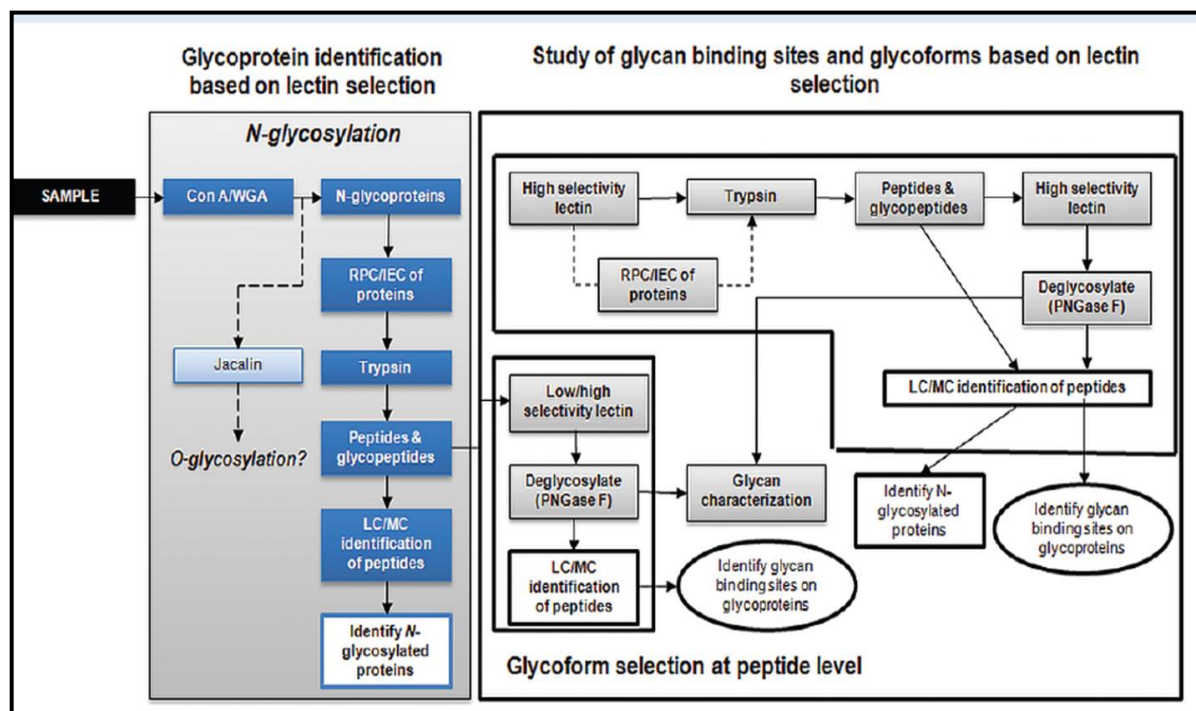 Glycoprotein identification
based on lectin selection
Study of glycan binding sites and glycoforms based on lectin
selection
N-glycosylation
SAMPLE
Con A/WGA
N-glycoproteins
RPC/IEC of
proteins
Trypsin
Peptides &
glycopeptides
LC/MC
identification
of peptides
Identify N-
glycosylated
proteins
Jacalin
O-glycosylation?
High selectivity
lectin
Trypsin
Peptides &
glycopeptides
High selectivity
lectin
RPC/IEC of
proteins
Deglycosylate
(PNGase F)
LC/MC identification of peptides
Identify N-
glycosylated
proteins
Identify glycan
binding sites on
glycoproteins
Low/high
selectivity lectin
Deglycosylate
(PNGase F)
Glycan
characterization
LC/MC
identification
of peptides
Identify glycan
binding sites on
glycoproteins
Glycoform selection at peptide level